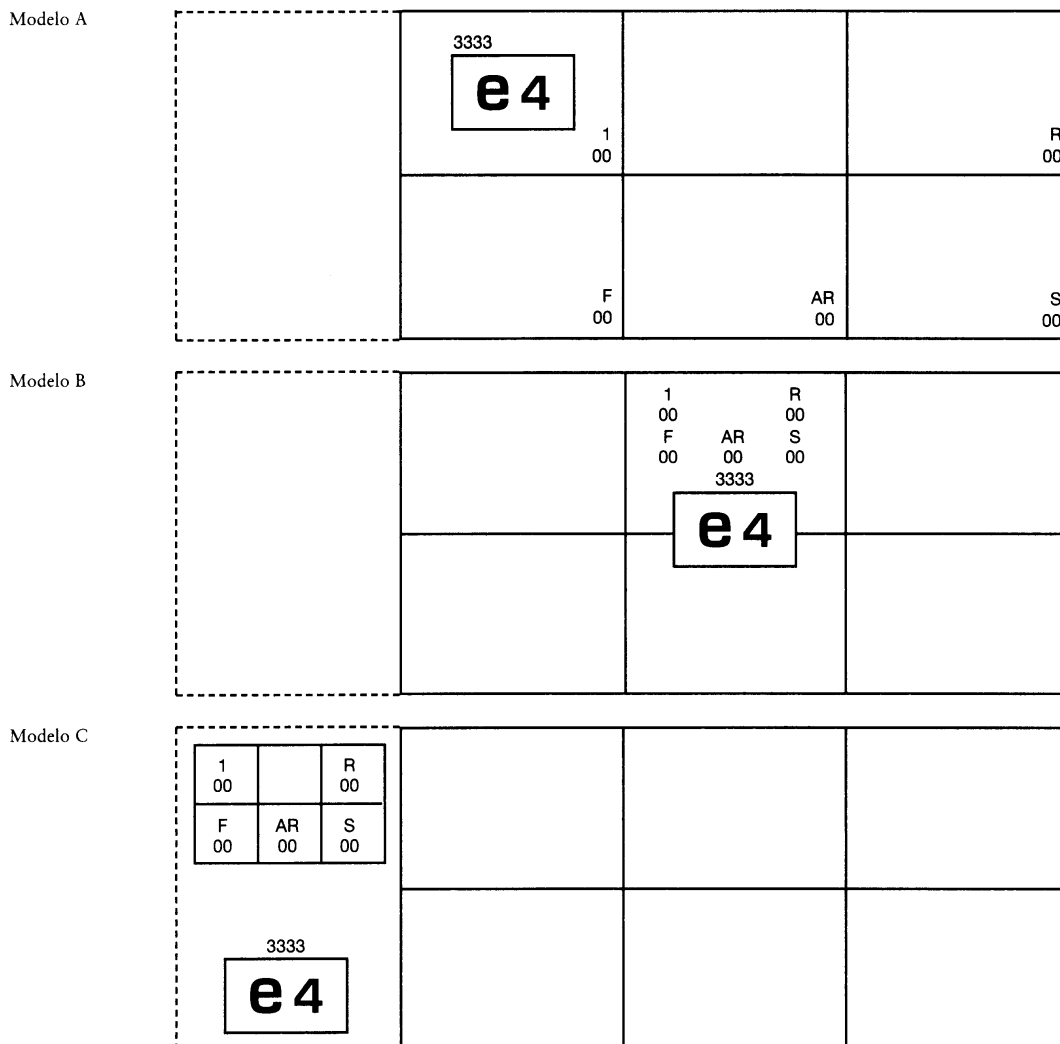 Modelo A
3333
e 4
1
00
R
00
F
00
AR
00
S
00
Modelo B
1 R
00 00
F AR S
00 00 00
3333
e 4
Modelo C
1 R
00 00
F AR S
00 00 00
3333
e 4